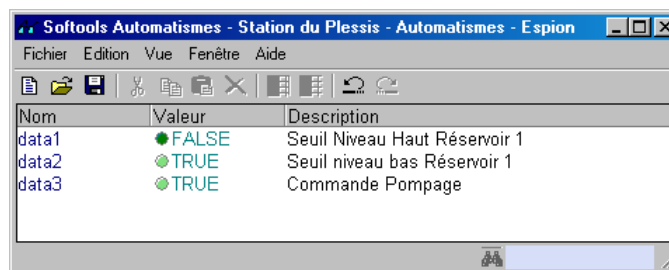 Softools Automatismes - Station du Plessis - Automatismes - Espion
Fichier Edition Vue Fenêtre Aide
Nom Valeur Description
data1 FALSE Seuil Niveau Haut Réservoir 1
data2 TRUE Seuil niveau bas Réservoir 1
data3 TRUE Commande Pompage